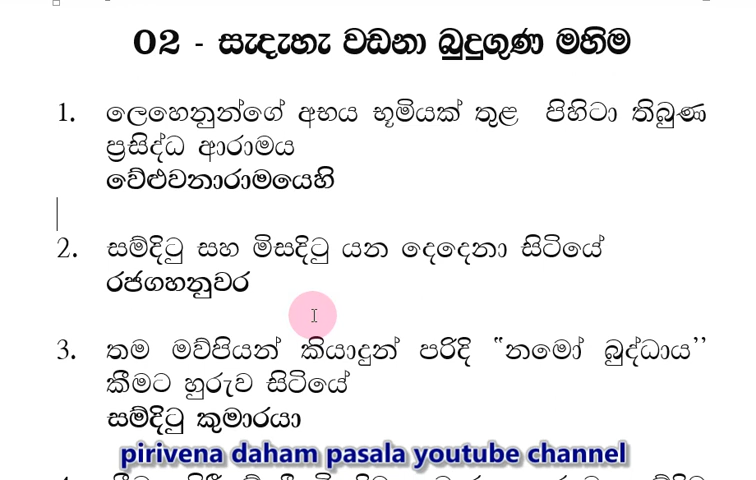 02 - සැදැහැ වඩනා බුදුගුණ මහිම
1. ලෙහෙනුන්ගේ අභය භූමියක් තුළ පිහිටා තිබුණ
ප්‍රසිද්ධ ආරාමය
වේළුවනාරාමයෙහි
2. සම්දිටු සහ මිසදිටු යන දෙදෙනා සිටියේ
රජගහනුවර
3. තම මව්පියන් කියාදුන් පරිදි "නමෝ බුද්ධාය''
කීමට හුරුව සිටියේ
සම්දිටු කුමාරයා
pirivena daham pasala youtube channel